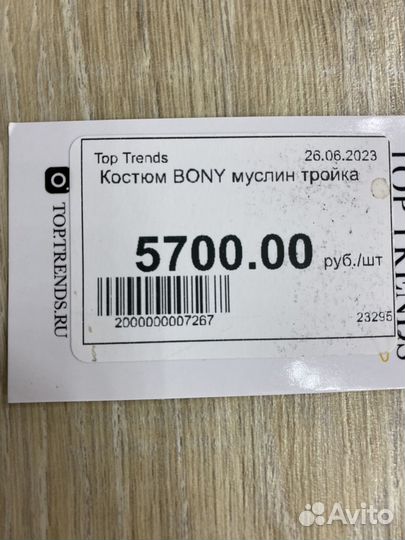 Top Trends 26.06.2023
Костюм BONY муслин тройка
5700.00 руб./шт
2000000007267
23295
TOPTRENDS.RU
TOP TRENDS
Avito